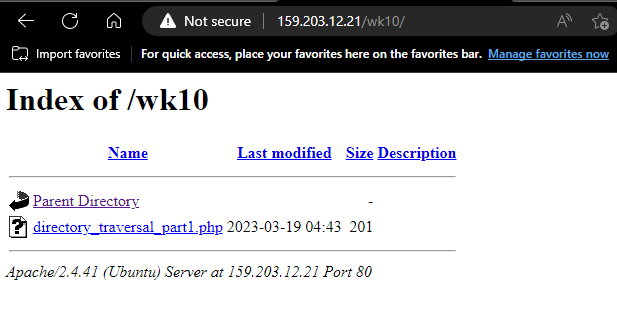 Not secure | 159.203.12.21/wk10/
Import favorites | For quick access, place your favorites here on the favorites bar. Manage favorites now
Index of /wk10
Name Last modified Size Description
Parent Directory -
directory_traversal_part1.php 2023-03-19 04:43 201
Apache/2.4.41 (Ubuntu) Server at 159.203.12.21 Port 80